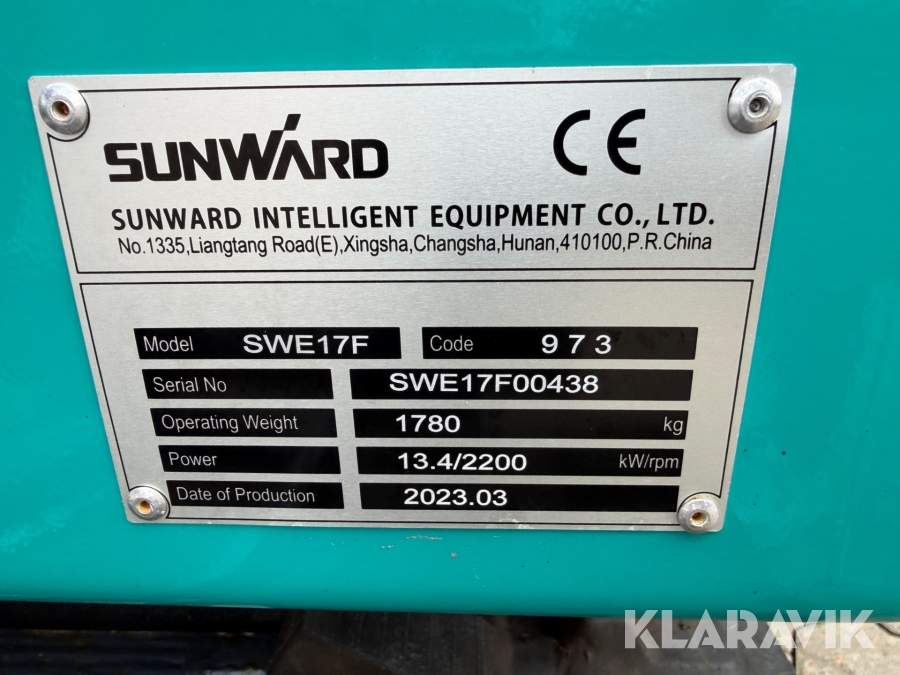 SUNWARD
CE
SUNWARD INTELLIGENT EQUIPMENT CO., LTD.
No.1335,Liangtang Road(E),Xingsha,Changsha,Hunan,410100,P.R.China
Model SWE17F Code 973
Serial No SWE17F00438
Operating Weight 1780 kg
Power 13.4/2200 kW/rpm
Date of Production 2023.03
KLARAVIK